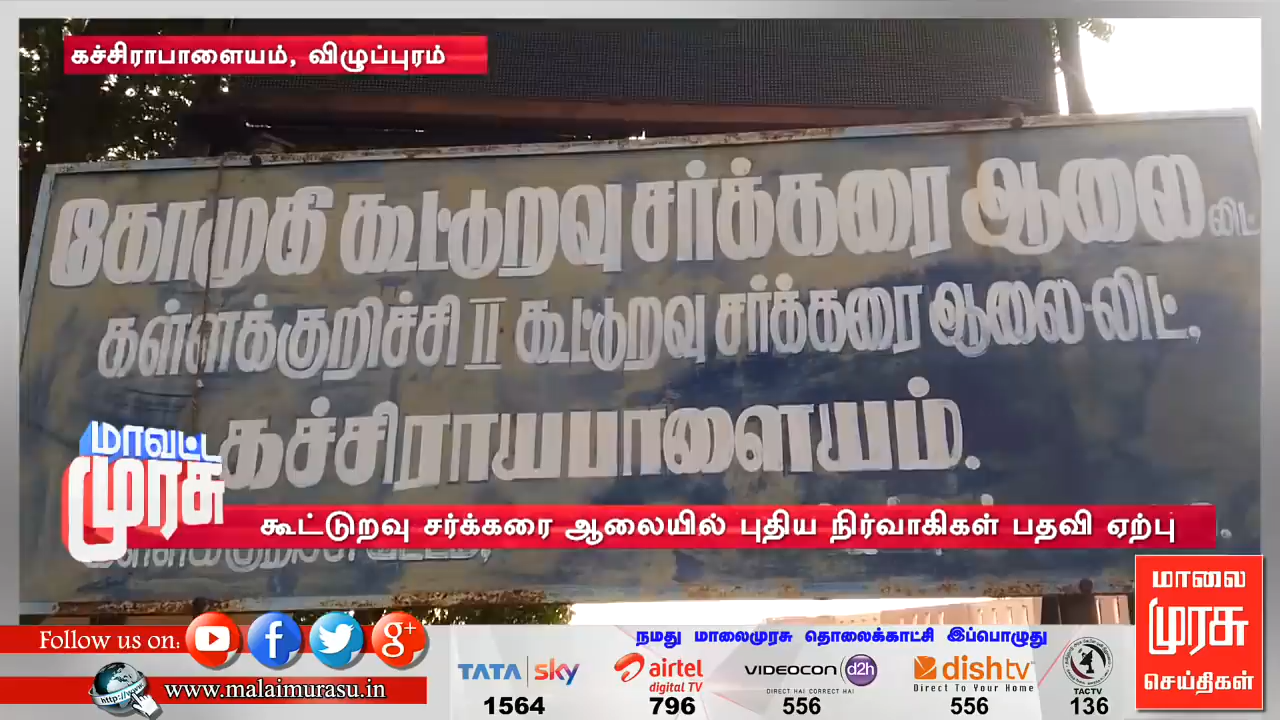 கச்சிராபாளையம், விழுப்புரம்
கோமுகி கூட்டுறவு சர்க்கரை ஆலை லிட்
கள்ளக்குறிச்சி II கூட்டுறவு சர்க்கரை ஆலை-லிட்,
கச்சிராயபாளையம்.
மாவட்ட
முரசு
கூட்டுறவு சர்க்கரை ஆலையில் புதிய நிர்வாகிகள் பதவி ஏற்பு
மாலை
முரசு
செய்திகள்
Follow us on:
http://www
www.malaimurasu.in
நமது மாலைமுரசு தொலைக்காட்சி இப்பொழுது
TATA sky airtel digital TV VIDEOCON d2h dishtv
DIRECT HAI CORRECT HAI Direct To Your Home TACTV
1564 796 556 556 136